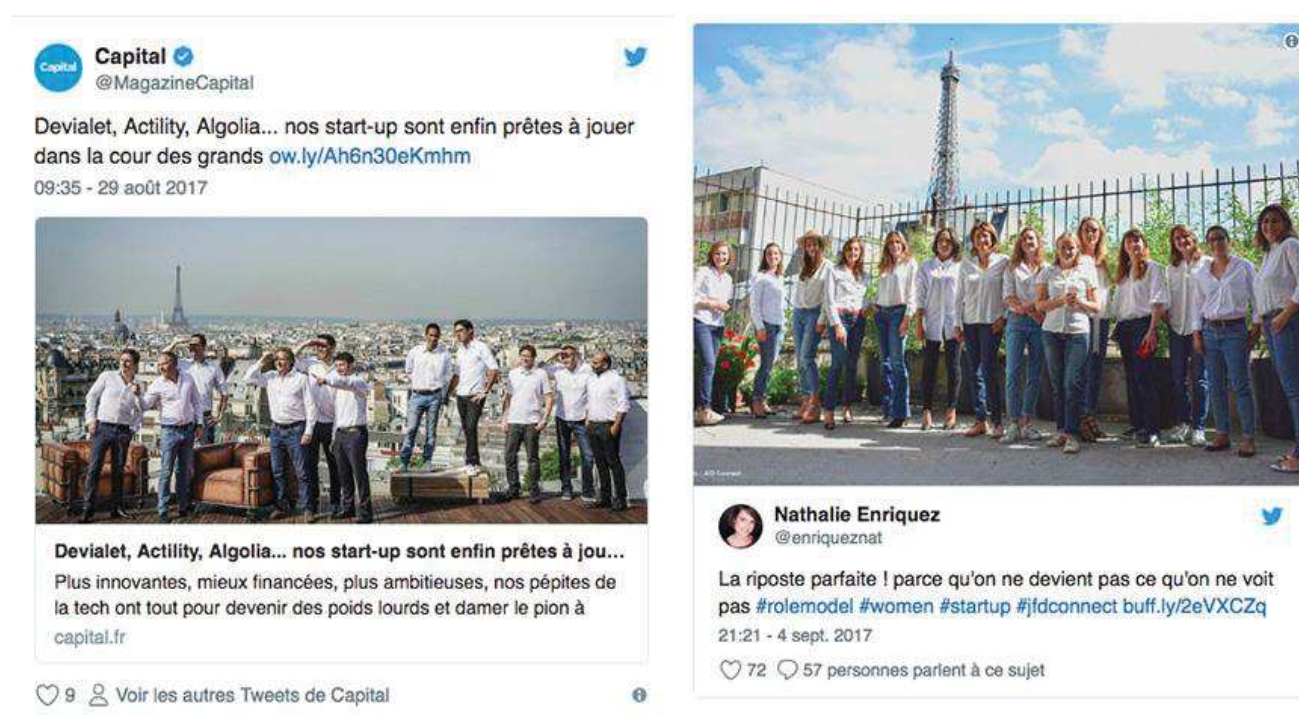 Capital
Capital
@MagazineCapital
Devialet, Actility, Algolia... nos start-up sont enfin prêtes à jouer
dans la cour des grands ow.ly/Ah6n30eKmhm
09:35 - 29 août 2017
Devialet, Actility, Algolia... nos start-up sont enfin prêtes à jou...
Plus innovantes, mieux financées, plus ambitieuses, nos pépites de
la tech ont tout pour devenir des poids lourds et damer le pion à
capital.fr
9 Voir les autres Tweets de Capital
Nathalie Enriquez
@enriqueznat
La riposte parfaite ! parce qu'on ne devient pas ce qu'on ne voit
pas #rolemodel #women #startup #jfdconnect buff.ly/2eVXCZq
21:21 - 4 sept. 2017
72 57 personnes parlent à ce sujet